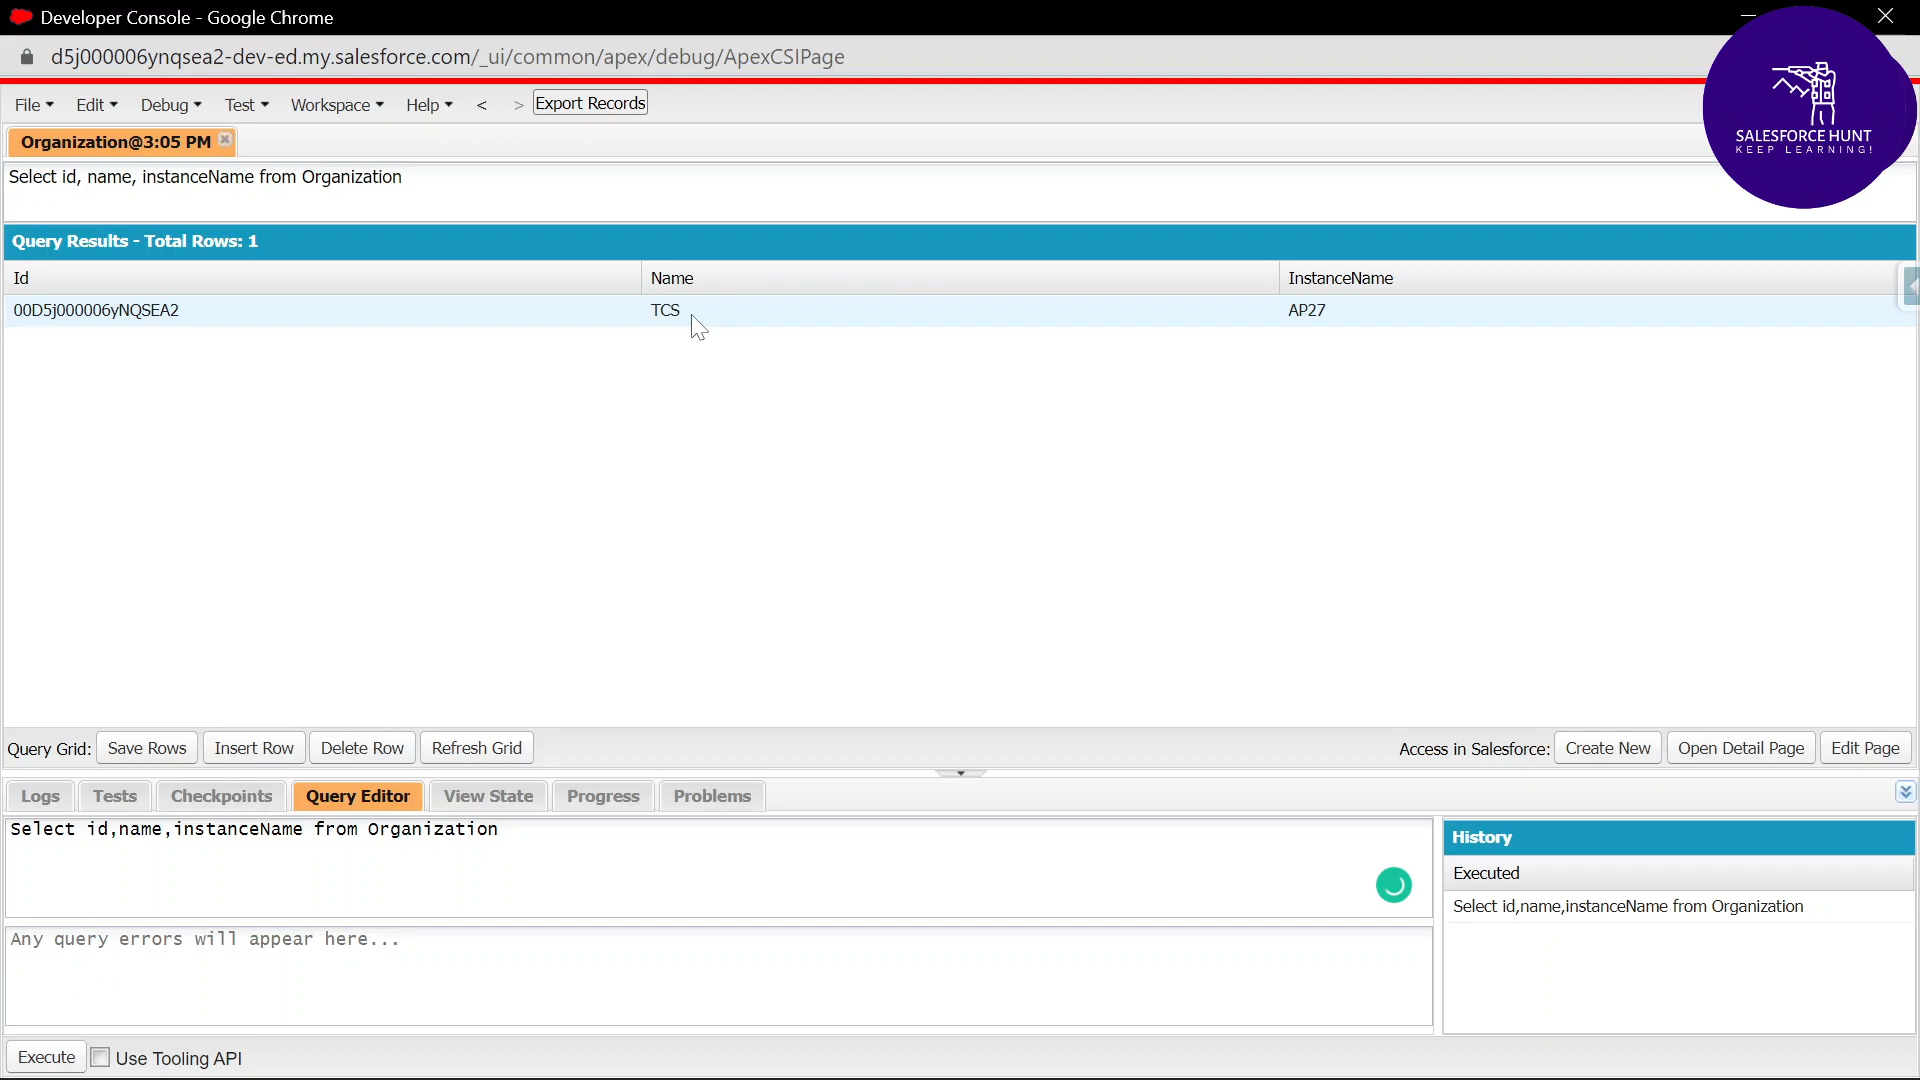 Developer Console - Google Chrome
d5j000006ynqsea2-dev-ed.my.salesforce.com/_ui/common/apex/debug/ApexCSIPage
File Edit Debug Test Workspace Help < > Export Records
SALESFORCE HUNT
KEEP LEARNING!
Organization@3:05 PM
Select id, name, instanceName from Organization
Query Results - Total Rows: 1
Id Name InstanceName
00D5j000006yNQSEA2 TCS AP27
Query Grid: Save Rows Insert Row Delete Row Refresh Grid Access in Salesforce: Create New Open Detail Page Edit Page
Logs Tests Checkpoints Query Editor View State Progress Problems
Select id,name,instanceName from Organization
History
Executed
Select id,name,instanceName from Organization
Any query errors will appear here...
Execute Use Tooling API